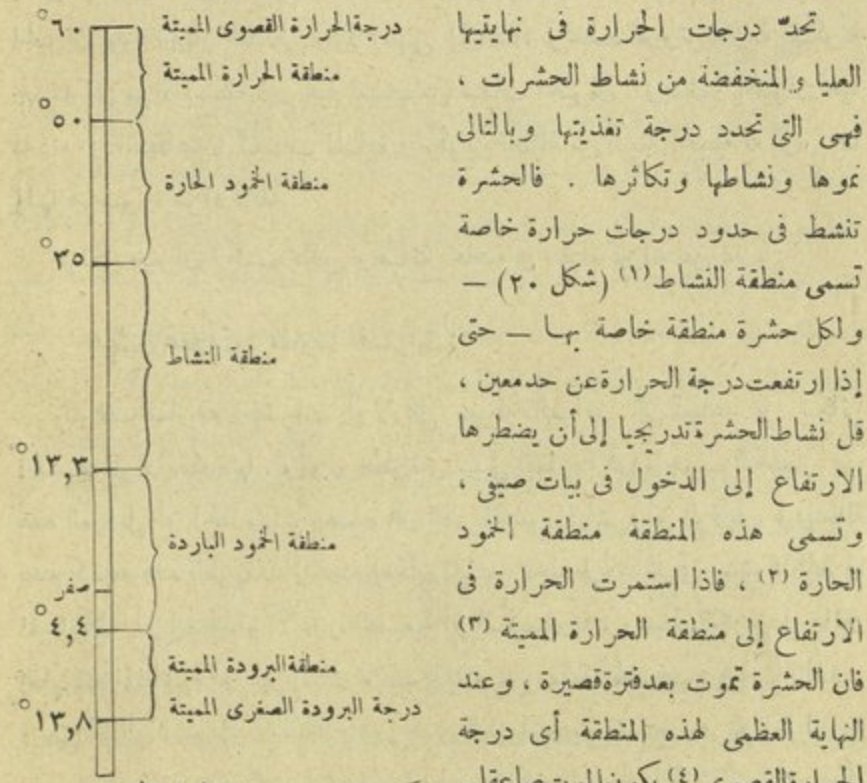 تحدّ درجات الحرارة فى نهايتيها
العليا والمنخفضة من نشاط الحشرات ،
فهى التى تحدد درجة تغذيتها وبالتالى
نموها ونشاطها وتكاثرها . فالحشرة
تنشط فى حدود درجات حرارة خاصة
تسمى منطقة النشاط (١) (شكل ٢٠) —
ولكل حشرة منطقة خاصة بها — حتى
إذا ارتفعت درجة الحرارة عن حد معين ،
قل نشاط الحشرة تدريجيا إلى أن يضطرها
الارتفاع إلى الدخول فى بيات صيفى ،
وتسمى هذه المنطقة منطقة الخمود
الحارة (٢) ، فاذا استمرت الحرارة فى
الارتفاع إلى منطقة الحرارة المميتة (٣)
فان الحشرة تموت بعد فترة قصيرة ، وعند
النهاية العظمى لهذه المنطقة أى درجة
الحرارة القصوى (٤) يكون الموت
درجة الحرارة القصوى المميتة
٦٠°
منطقة الحرارة المميتة
٥٠°
منطقة الخمود الحارة
٣٥°
منطقة النشاط
١٣,٣°
منطقة الخمود الباردة
صفر
٤,٤°
منطقة البرودة المميتة
درجة البرودة الصغرى المميتة
١٣,٨°